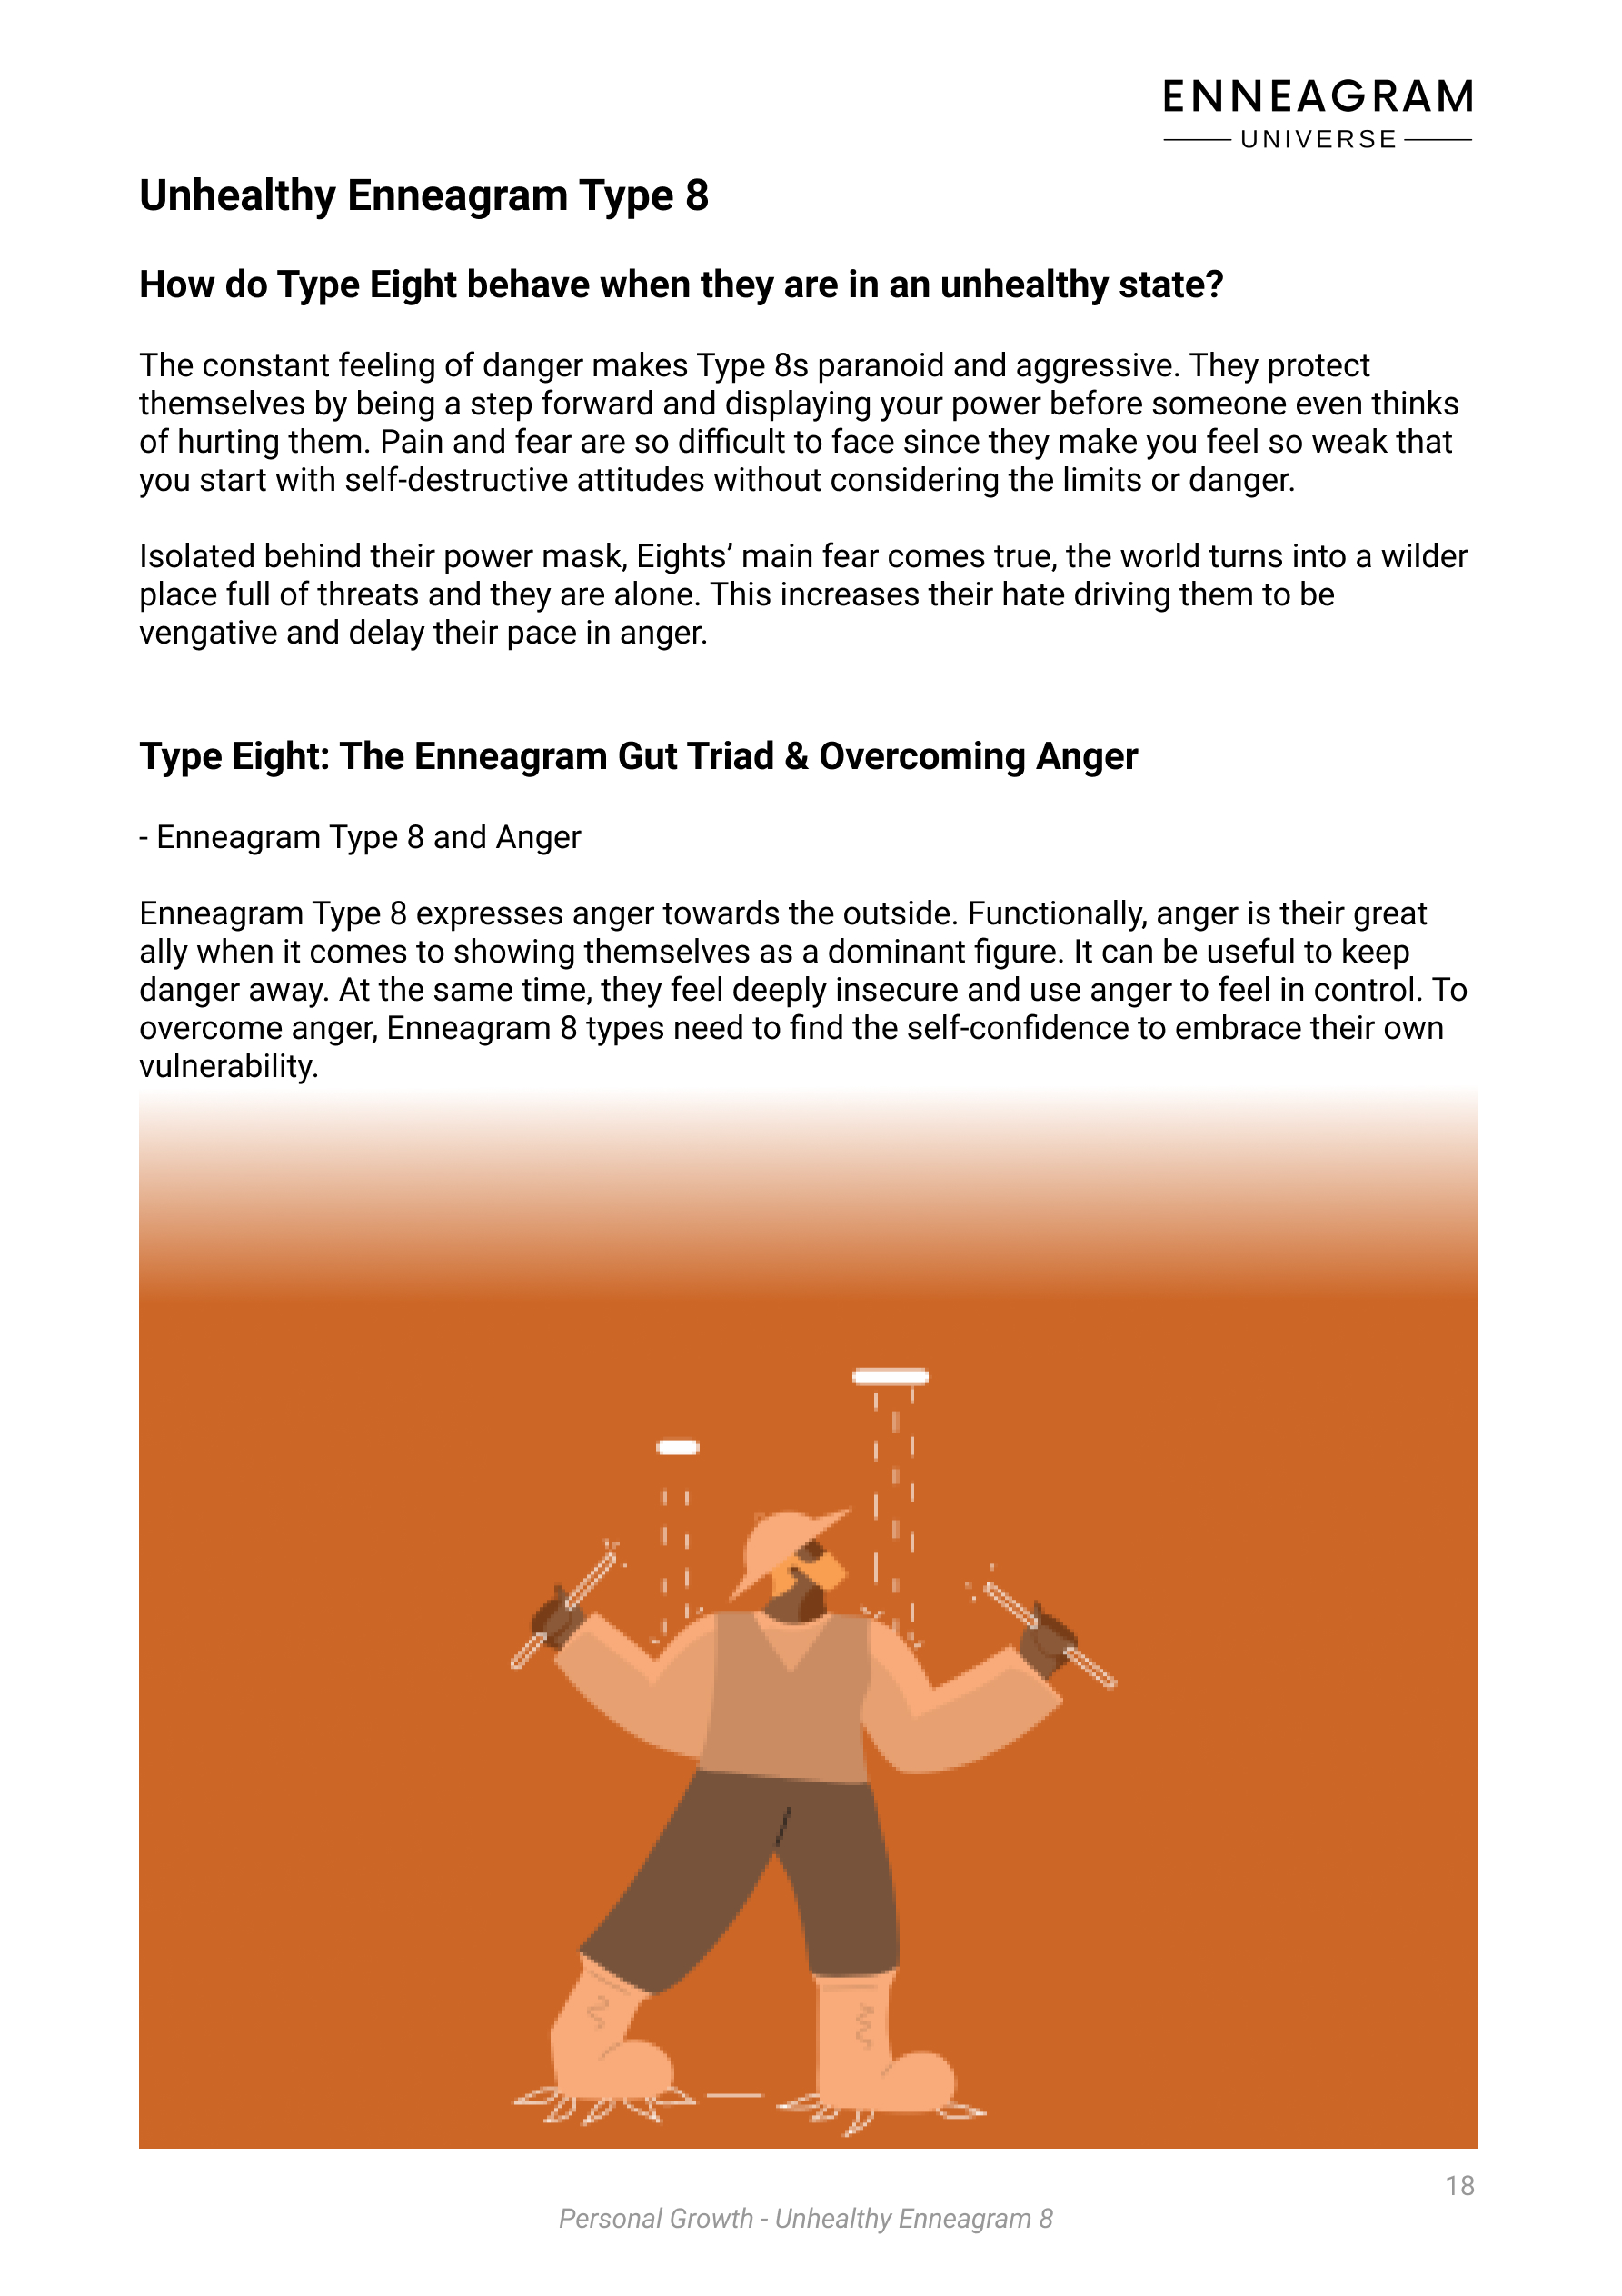 ENNEAGRAM
UNIVERSE
Unhealthy Enneagram Type 8
How do Type Eight behave when they are in an unhealthy state?
The constant feeling of danger makes Type 8s paranoid and aggressive. They protect
themselves by being a step forward and displaying your power before someone even thinks
of hurting them. Pain and fear are so difficult to face since they make you feel so weak that
you start with self-destructive attitudes without considering the limits or danger.
Isolated behind their power mask, Eights’ main fear comes true, the world turns into a wilder
place full of threats and they are alone. This increases their hate driving them to be
vengative and delay their pace in anger.
Type Eight: The Enneagram Gut Triad & Overcoming Anger
- Enneagram Type 8 and Anger
Enneagram Type 8 expresses anger towards the outside. Functionally, anger is their great
ally when it comes to showing themselves as a dominant figure. It can be useful to keep
danger away. At the same time, they feel deeply insecure and use anger to feel in control. To
overcome anger, Enneagram 8 types need to find the self-confidence to embrace their own
vulnerability.
18
Personal Growth - Unhealthy Enneagram 8